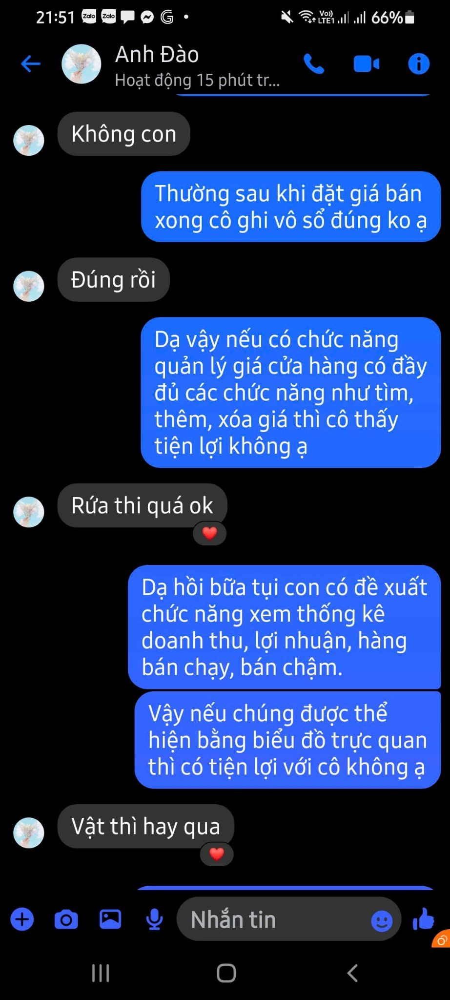 21:51 Zalo Zalo G Vo)) LTE1 66%
Anh Đào
Hoạt động 15 phút tr...
Không con
Thường sau khi đặt giá bán
xong cô ghi vô sổ đúng ko ạ
Đúng rồi
Dạ vậy nếu có chức năng
quản lý giá cửa hàng có đầy
đủ các chức năng như tìm,
thêm, xóa giá thì cô thấy
tiện lợi không ạ
Rứa thi quá ok
Dạ hồi bữa tụi con có đề xuất
chức năng xem thống kê
doanh thu, lợi nhuận, hàng
bán chạy, bán chậm.
Vậy nếu chúng được thể
hiện bằng biểu đồ trực quan
thì có tiện lợi với cô không ạ
Vật thì hay qua
Nhắn tin